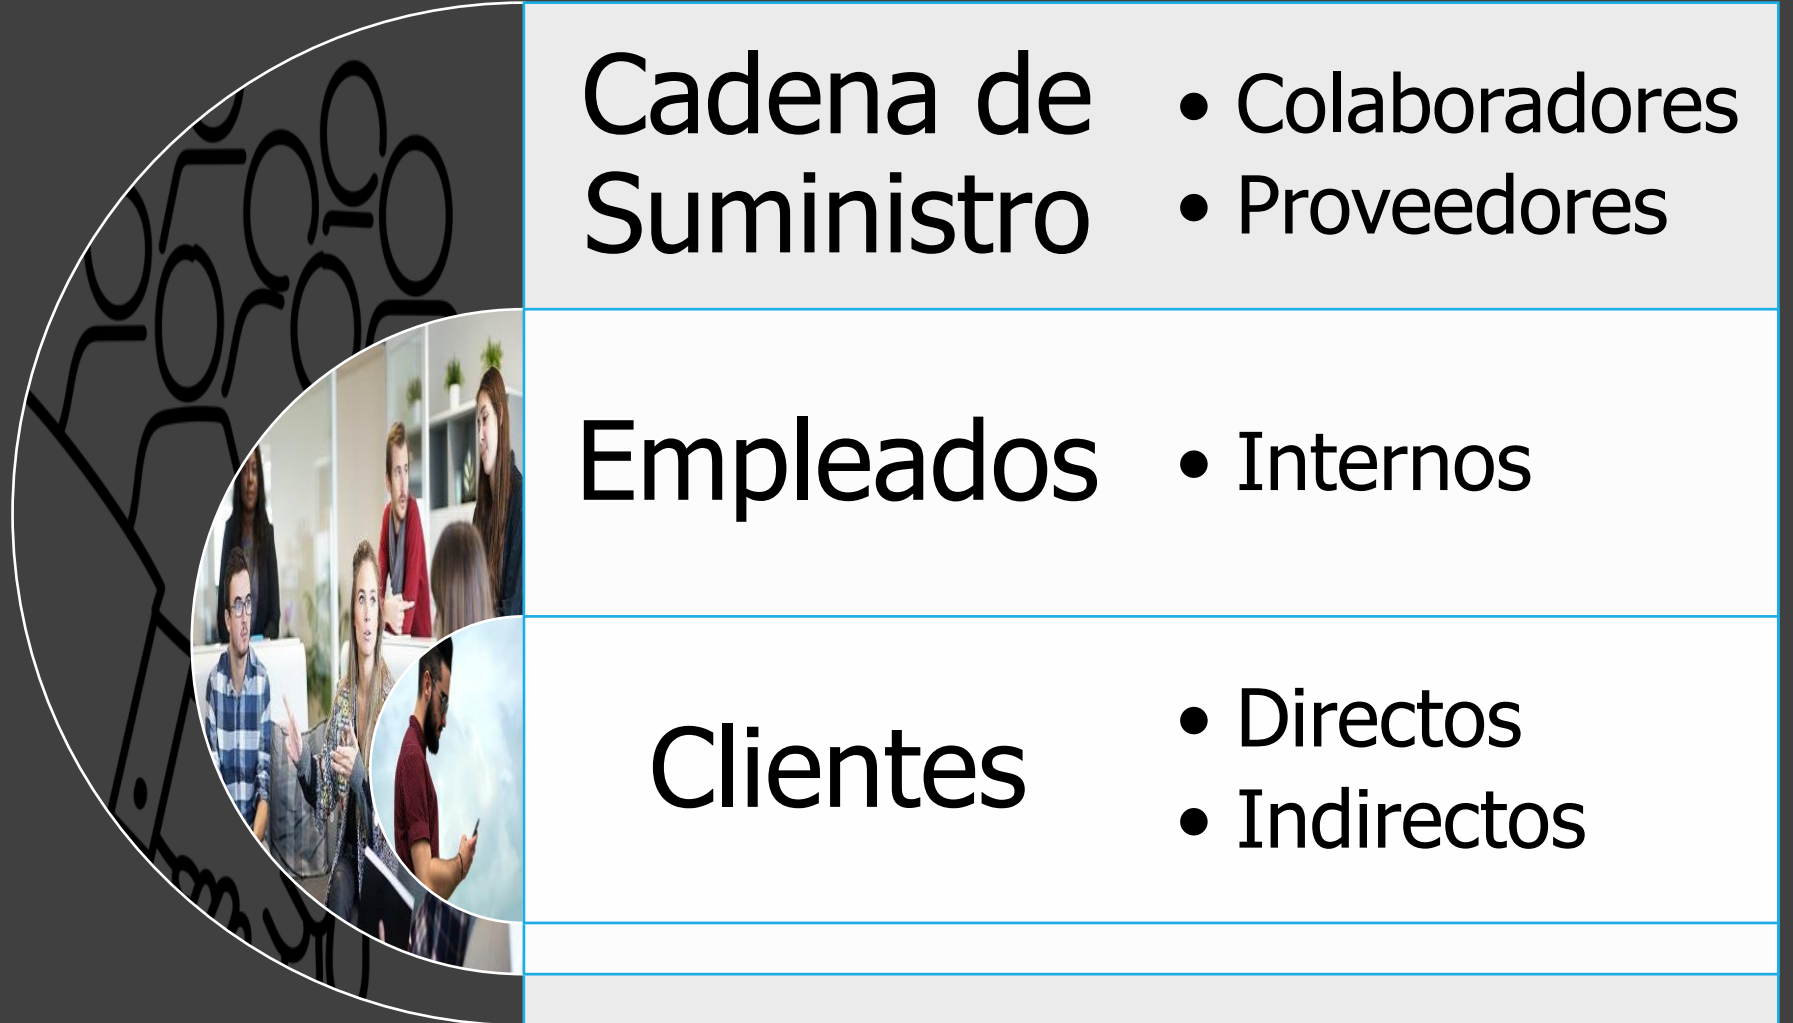 Cadena de
Suministro
• Colaboradores
• Proveedores
Empleados
• Internos
Clientes
• Directos
• Indirectos